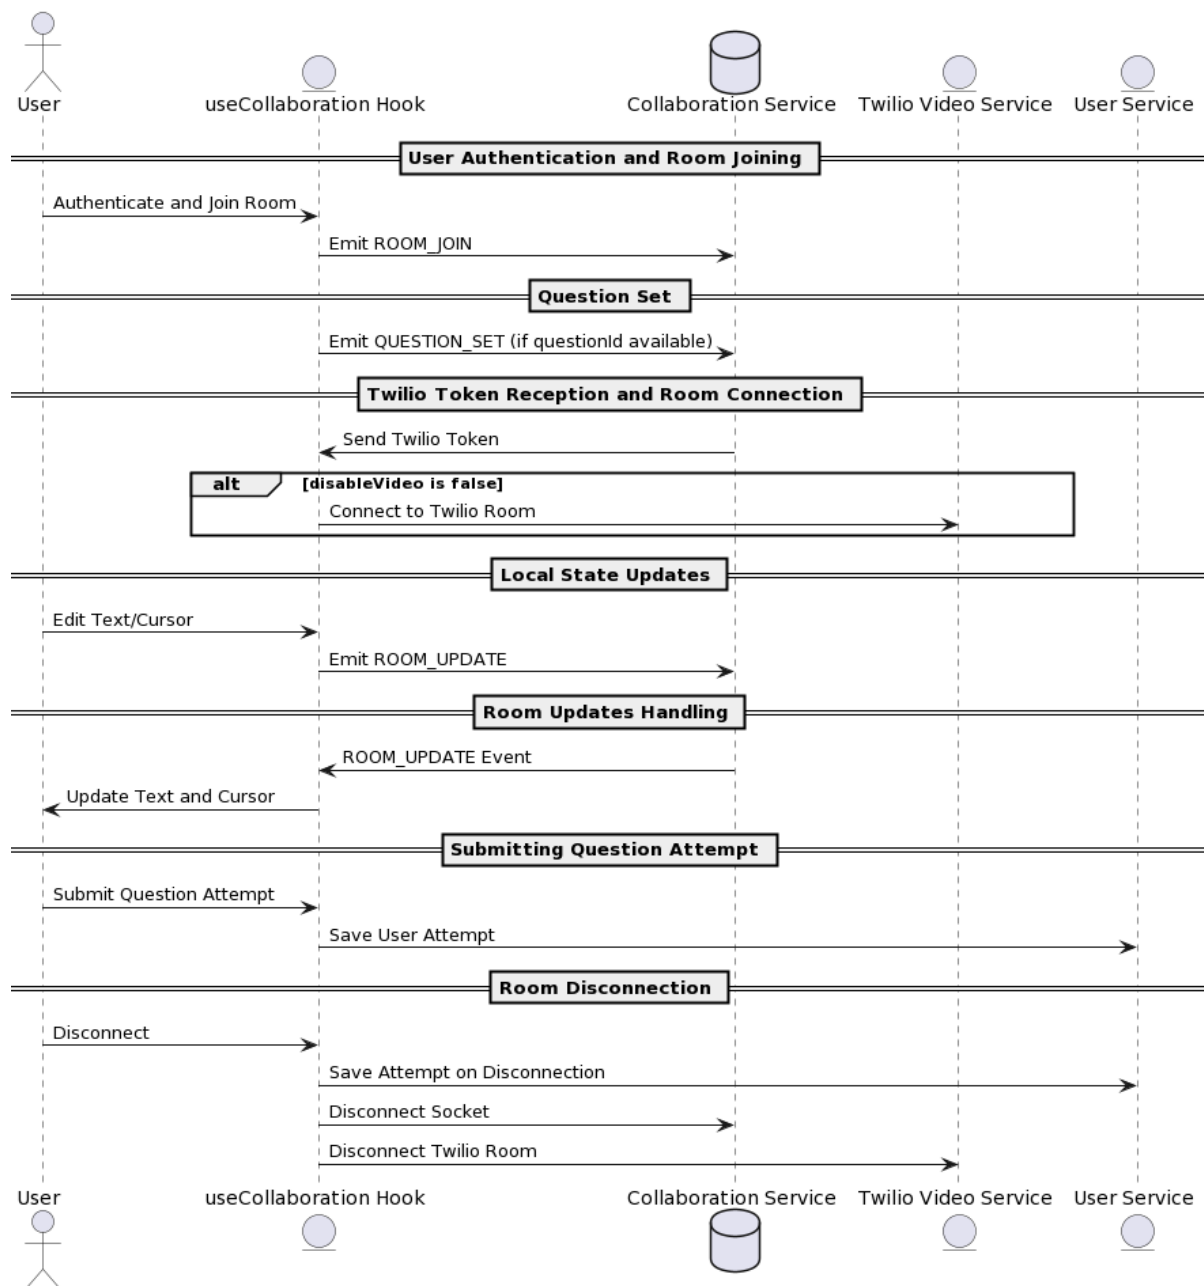 User
useCollaboration Hook
Collaboration Service
Twilio Video Service
User Service
User Authentication and Room Joining
Authenticate and Join Room
Emit ROOM_JOIN
Question Set
Emit QUESTION_SET (if questionId available)
Twilio Token Reception and Room Connection
Send Twilio Token
alt [disableVideo is false]
Connect to Twilio Room
Local State Updates
Edit Text/Cursor
Emit ROOM_UPDATE
Room Updates Handling
ROOM_UPDATE Event
Update Text and Cursor
Submitting Question Attempt
Submit Question Attempt
Save User Attempt
Room Disconnection
Disconnect
Save Attempt on Disconnection
Disconnect Socket
Disconnect Twilio Room
User
useCollaboration Hook
Collaboration Service
Twilio Video Service
User Service